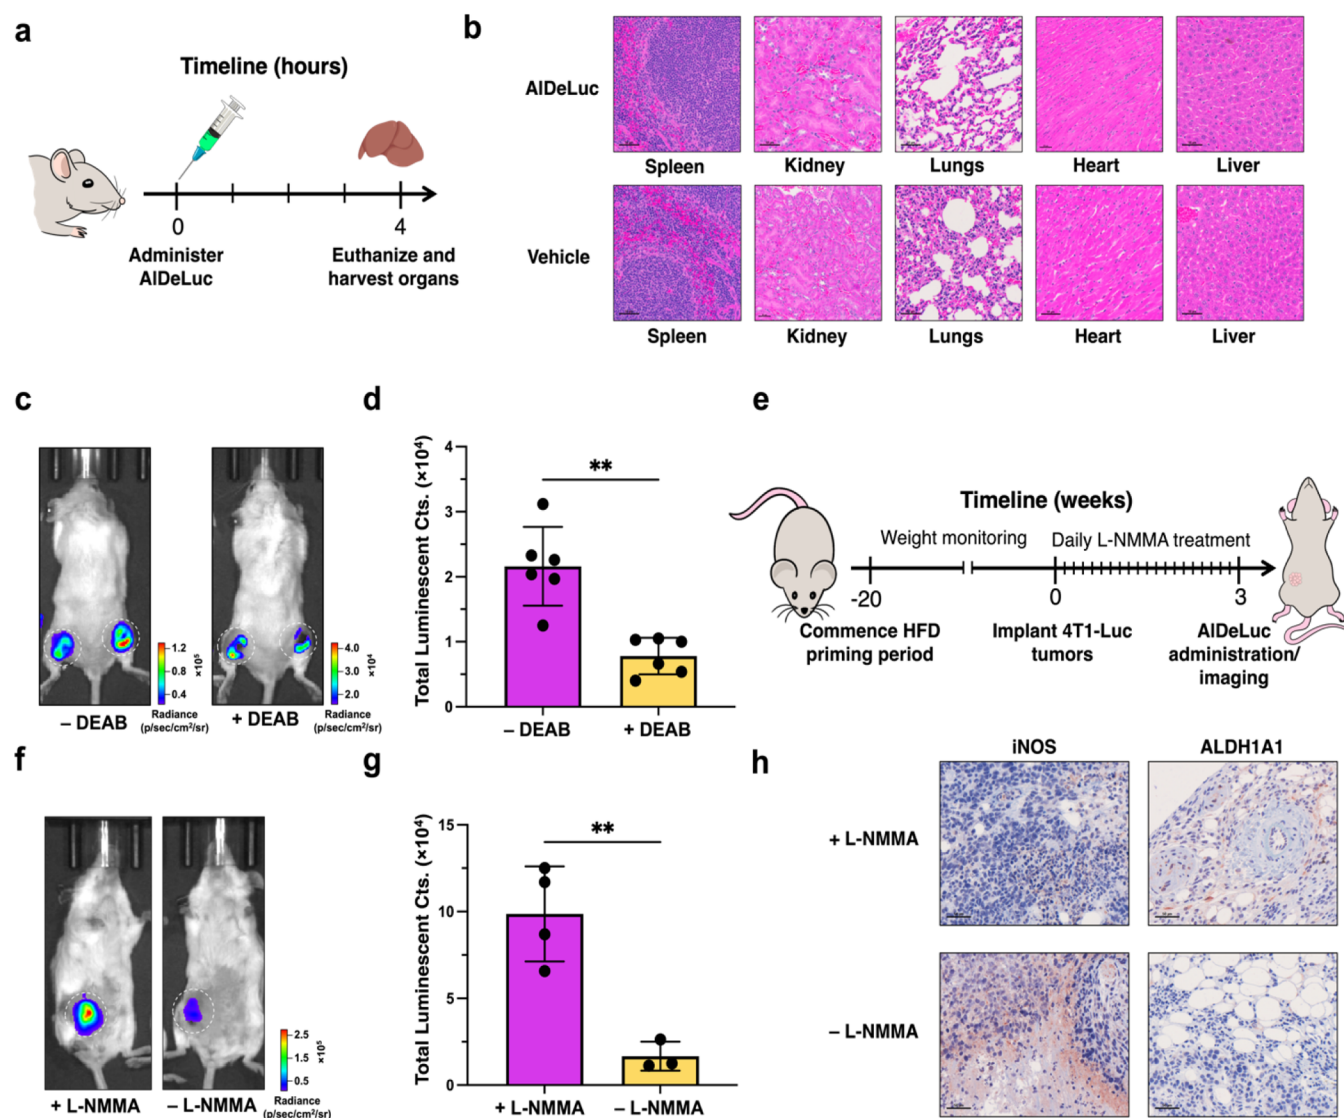 a
Timeline (hours)
0
4
Administer
AlDeLuc
Euthanize and
harvest organs
b
AlDeLuc
Spleen
Kidney
Lungs
Heart
Liver
Vehicle
Spleen
Kidney
Lungs
Heart
Liver
c
1.2
0.8
0.4
×10⁵
Radiance
(p/sec/cm²/sr)
– DEAB
4.0
3.0
2.0
×10⁴
Radiance
(p/sec/cm²/sr)
+ DEAB
d
Total Luminescent Cts. (×10⁴)
4
3
2
1
0
**
– DEAB
+ DEAB
e
Timeline (weeks)
Weight monitoring
Daily L-NMMA treatment
-20
0
3
Commence HFD
priming period
Implant 4T1-Luc
tumors
AlDeLuc
administration/
imaging
f
2.5
1.5
0.5
×10⁵
Radiance
(p/sec/cm²/sr)
+ L-NMMA
– L-NMMA
g
Total Luminescent Cts. (×10⁴)
15
10
5
0
**
+ L-NMMA
– L-NMMA
h
iNOS
ALDH1A1
+ L-NMMA
– L-NMMA